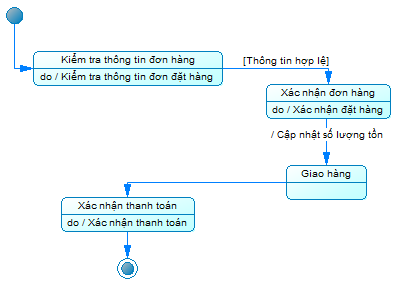 Kiểm tra thông tin đơn hàng
do / Kiểm tra thông tin đơn đặt hàng
[Thông tin hợp lệ]
Xác nhận đơn hàng
do / Xác nhận đặt hàng
/ Cập nhật số lượng tồn
Giao hàng
Xác nhận thanh toán
do / Xác nhận thanh toán